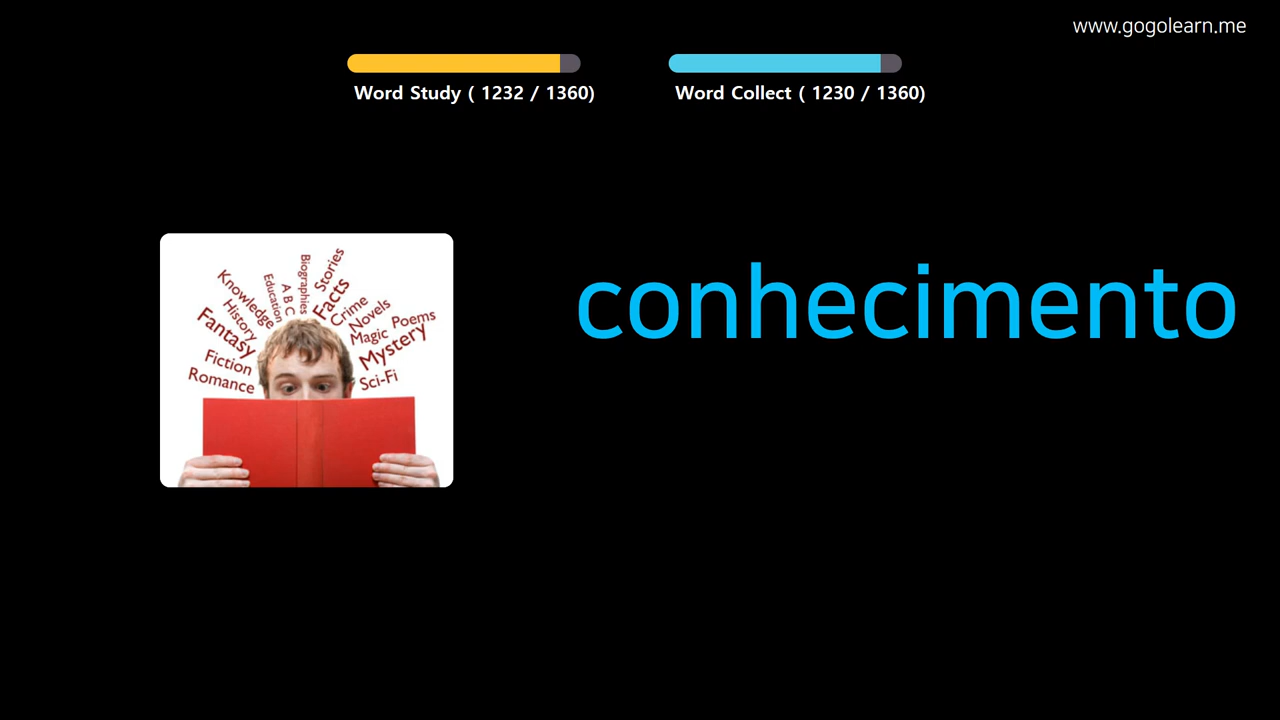 www.gogolearn.me
Word Study ( 1232 / 1360)
Word Collect ( 1230 / 1360)
conhecimento
Knowledge
History
Fantasy
Fiction
Romance
Education
A B C
Biographies
Stories
Facts
Crime
Novels
Magic
Poems
Mystery
Sci-Fi